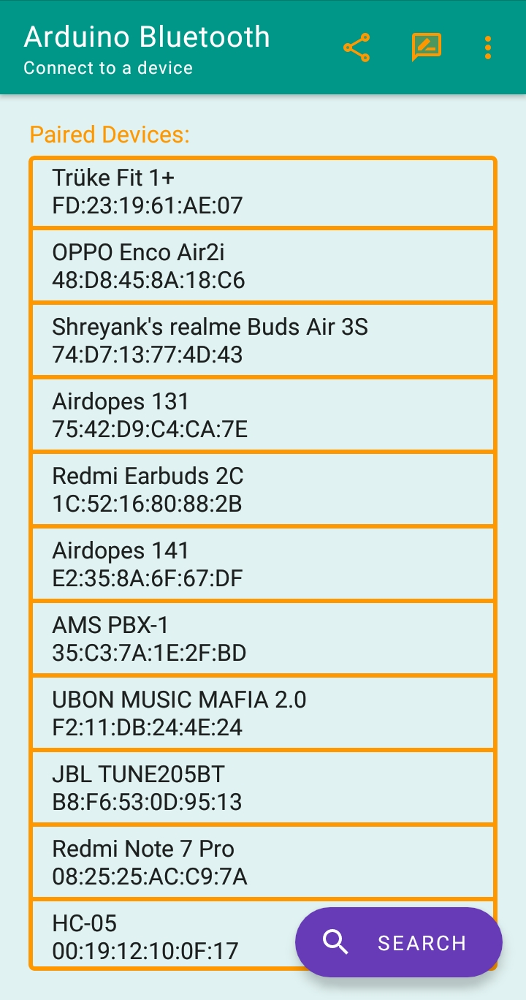 Arduino Bluetooth
Connect to a device
Paired Devices:
Trüke Fit 1+
FD:23:19:61:AE:07
OPPO Enco Air2i
48:D8:45:8A:18:C6
Shreyank's realme Buds Air 3S
74:D7:13:77:4D:43
Airdopes 131
75:42:D9:C4:CA:7E
Redmi Earbuds 2C
1C:52:16:80:88:2B
Airdopes 141
E2:35:8A:6F:67:DF
AMS PBX-1
35:C3:7A:1E:2F:BD
UBON MUSIC MAFIA 2.0
F2:11:DB:24:4E:24
JBL TUNE205BT
B8:F6:53:0D:95:13
Redmi Note 7 Pro
08:25:25:AC:C9:7A
HC-05
00:19:12:10:0F:17
SEARCH